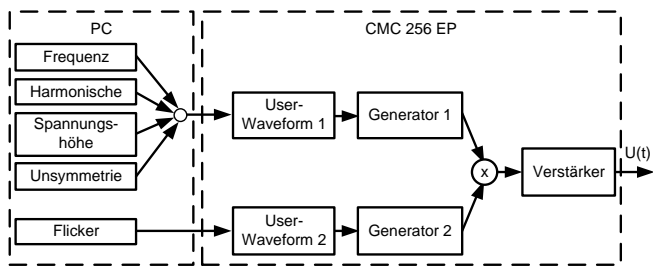 PC
CMC 256 EP
Frequenz
Harmonische
Spannungs-
höhe
Unsymmetrie
Flicker
User-
Waveform 1
Generator 1
User-
Waveform 2
Generator 2
x
Verstärker
U(t)